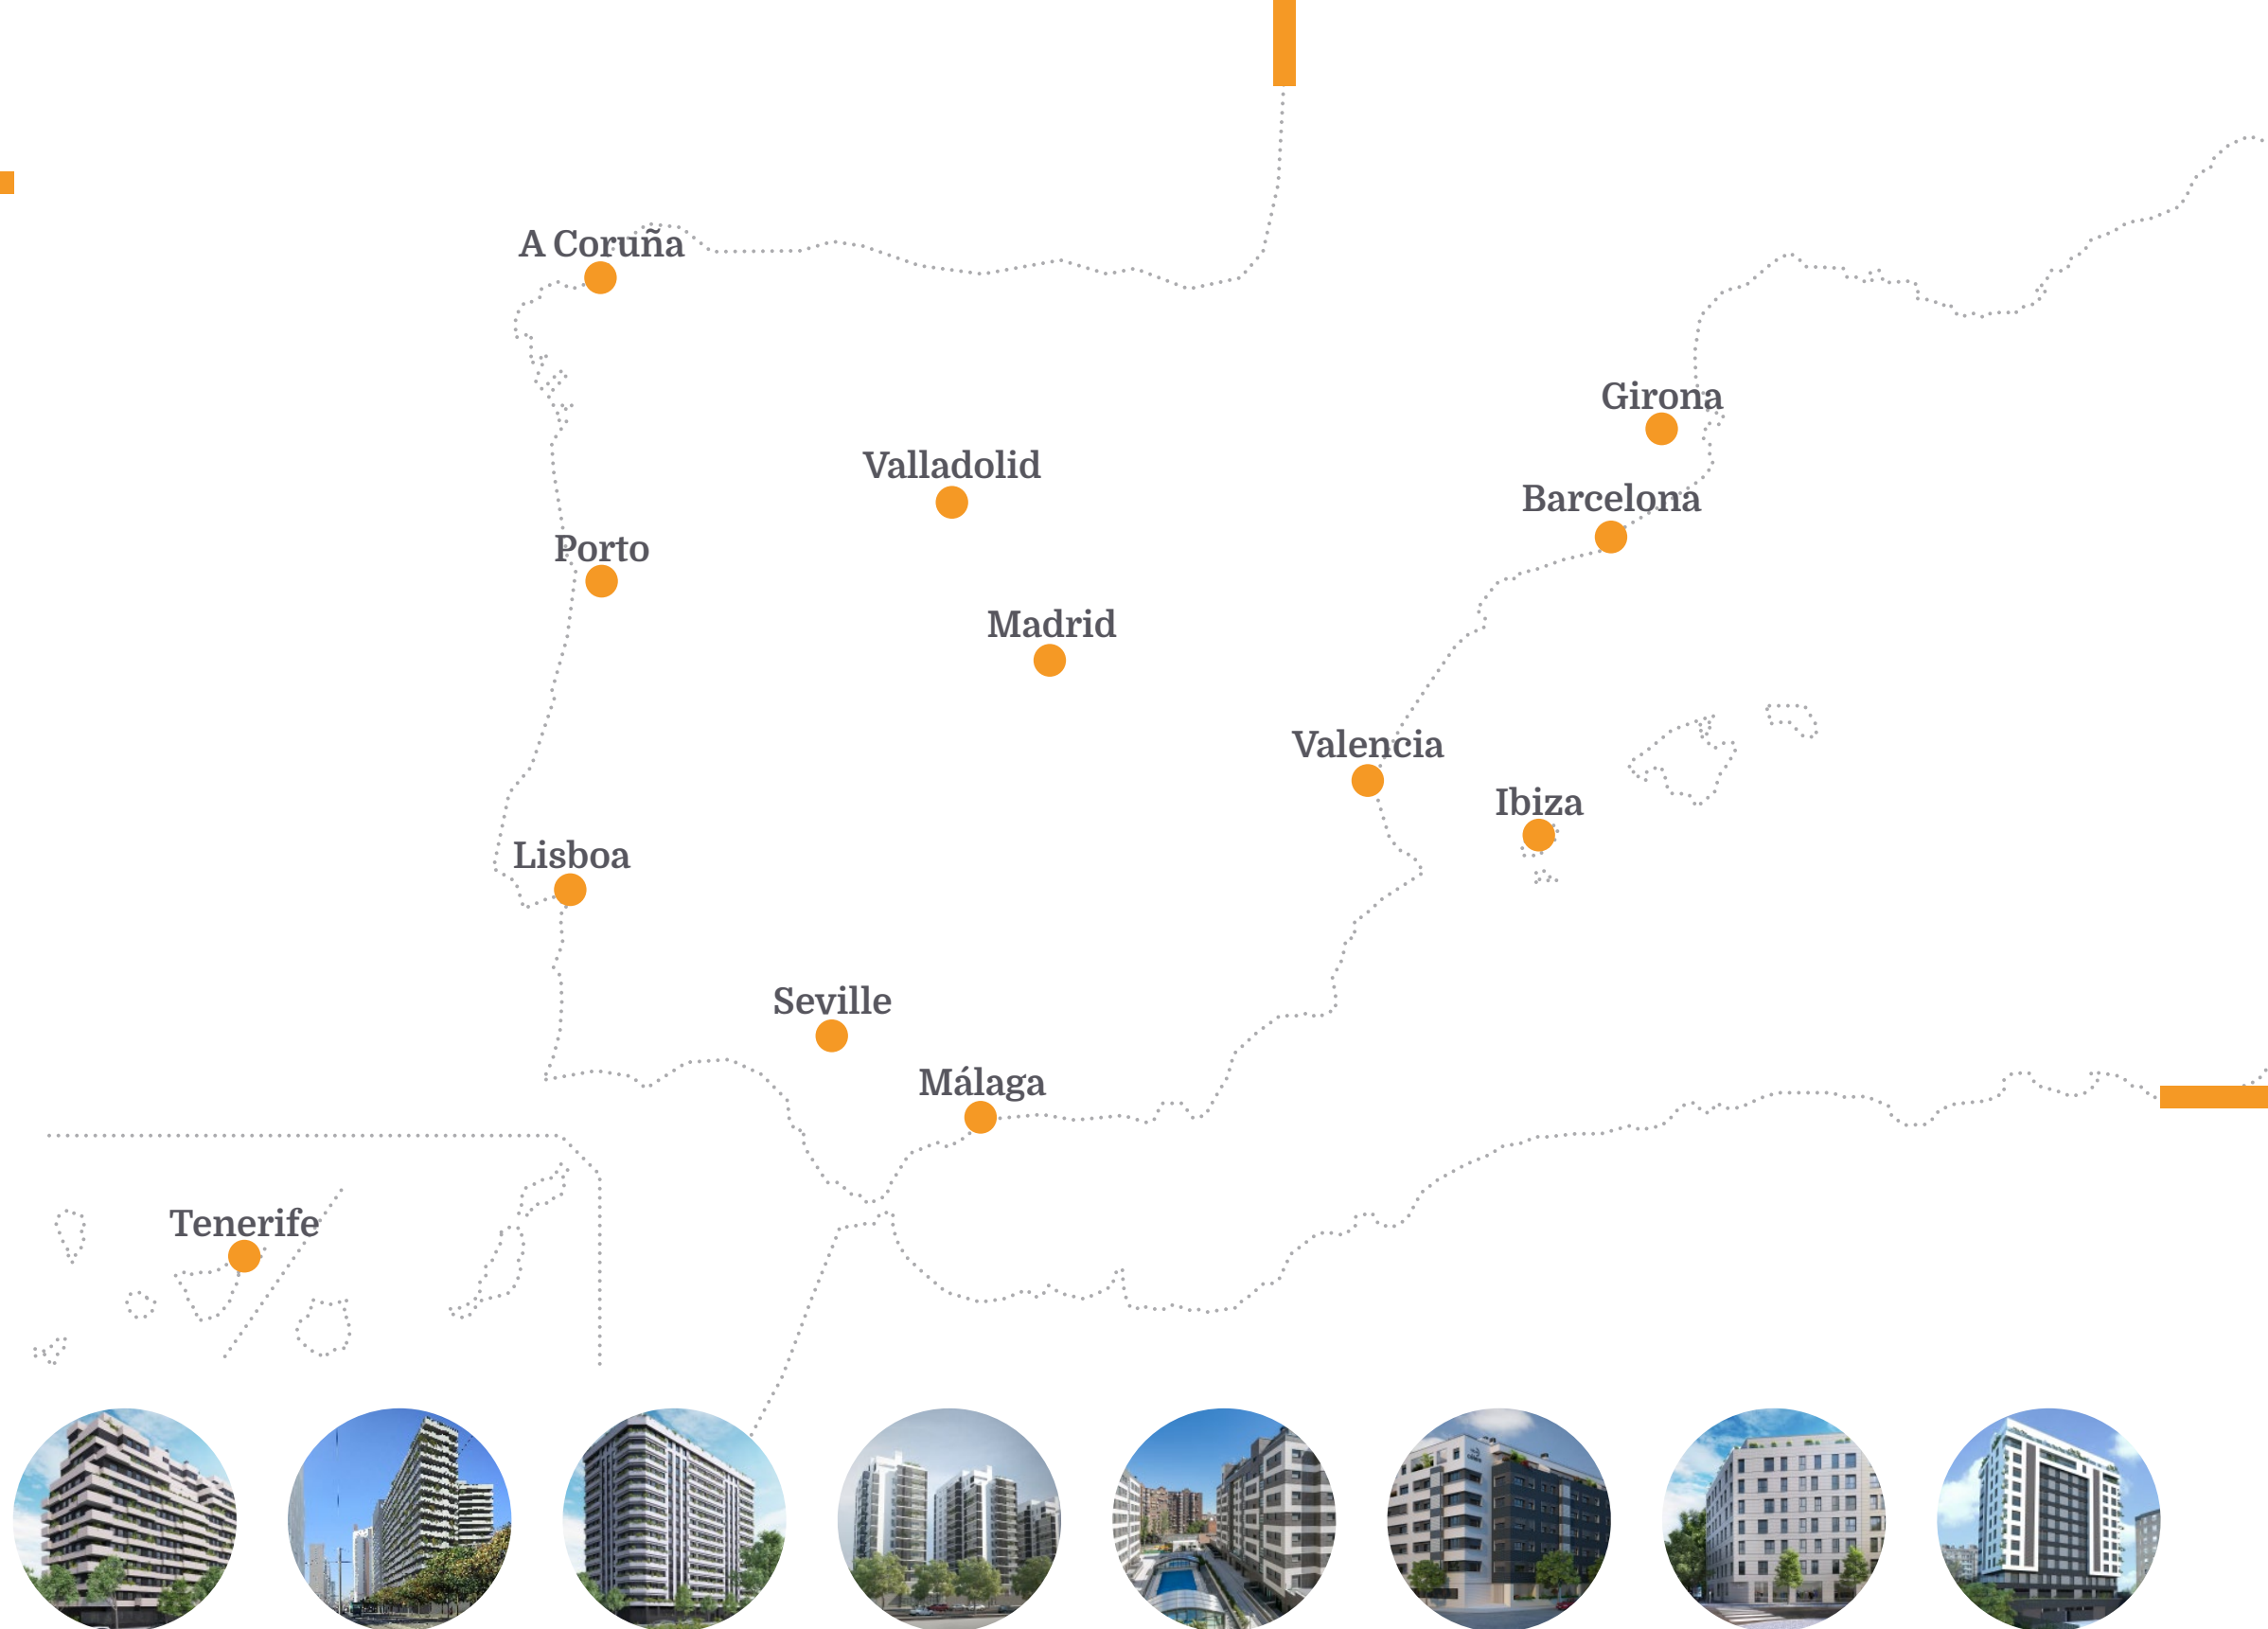 A Coruña
Girona
Valladolid
Barcelona
Porto
Madrid
Valencia
Ibiza
Lisboa
Seville
Málaga
Tenerife